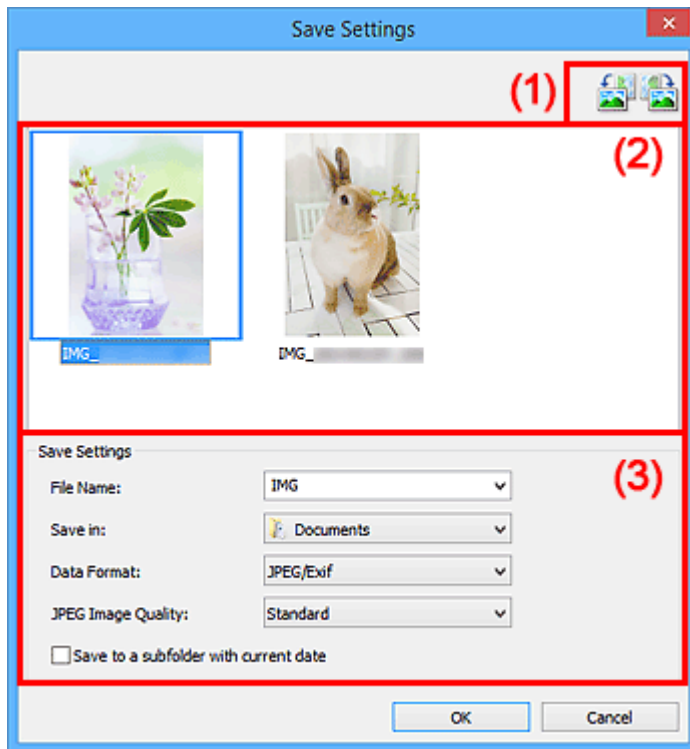 Save Settings
(1)
(2)
IMG_
IMG_
Save Settings
(3)
File Name: IMG
Save in: Documents
Data Format: JPEG/Exif
JPEG Image Quality: Standard
Save to a subfolder with current date
OK Cancel